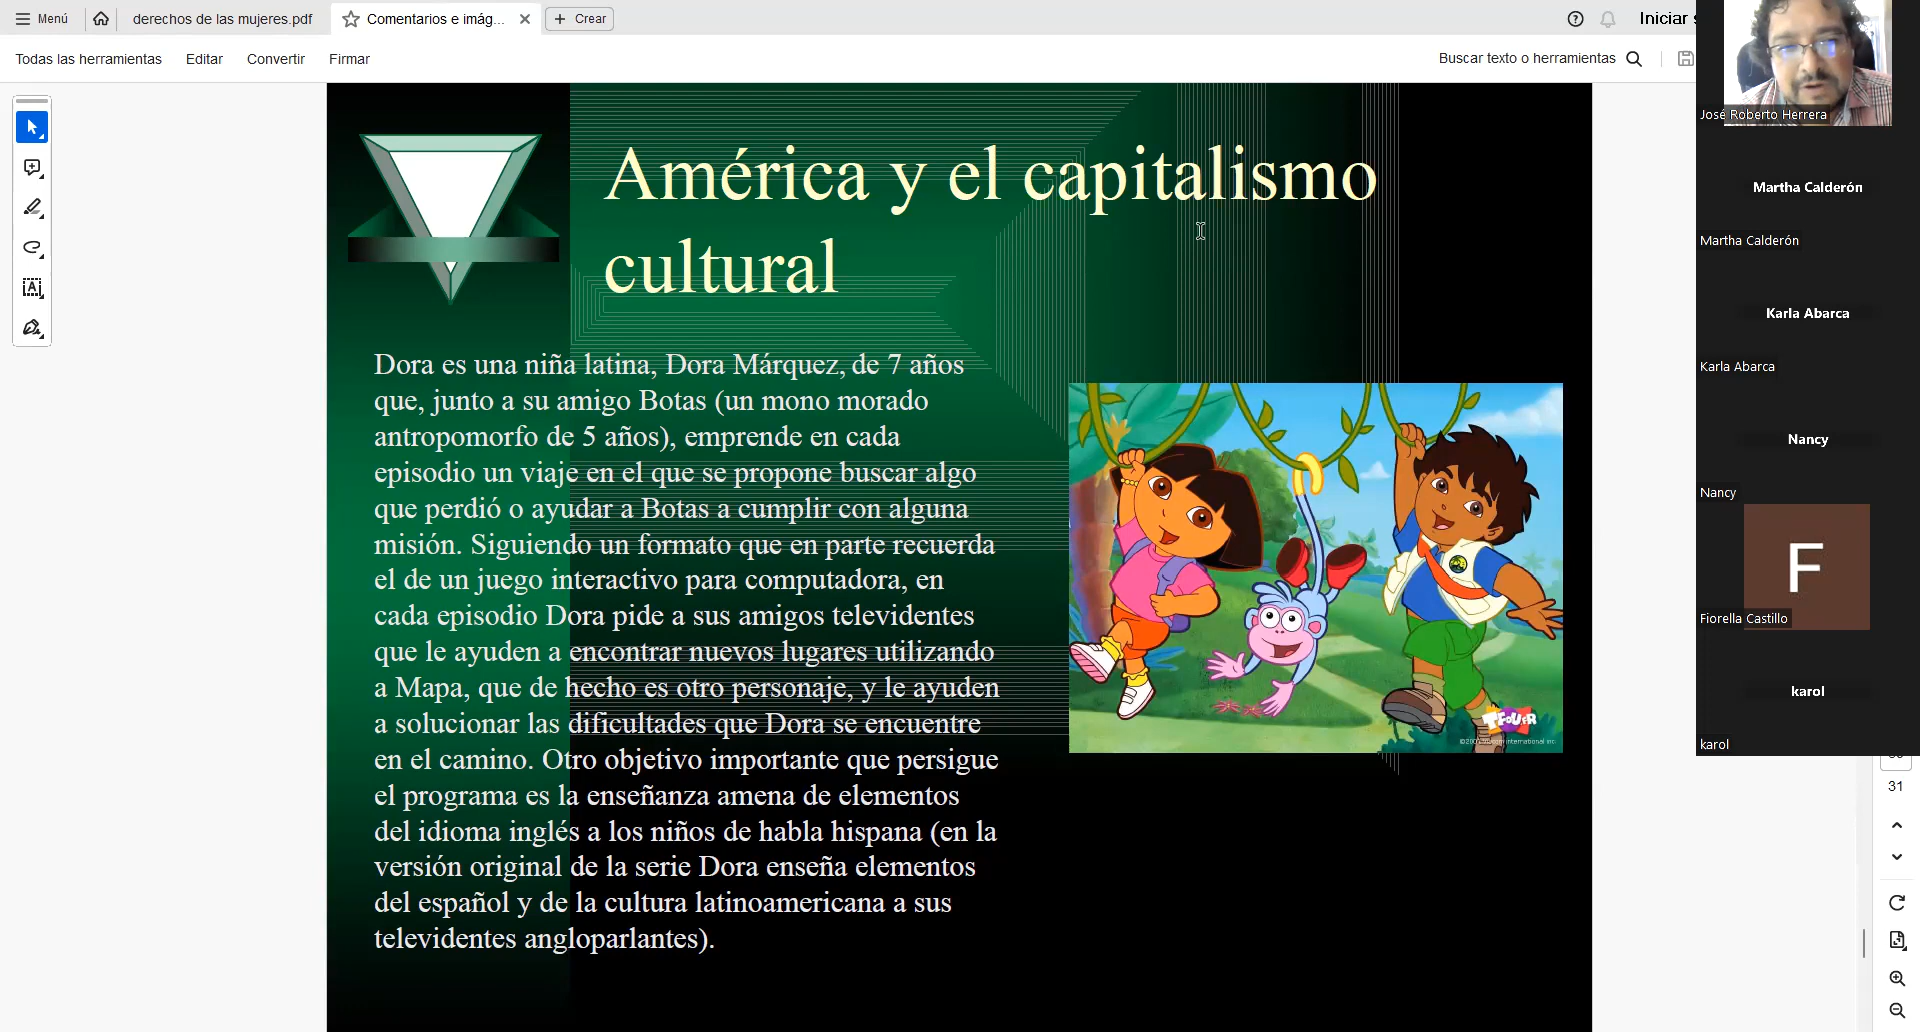 Menú
derechos de las mujeres.pdf
Comentarios e imág...
Crear
Iniciar
Todas las herramientas
Editar
Convertir
Firmar
Buscar texto o herramientas
América y el capitalismo
cultural
Dora es una niña latina, Dora Márquez, de 7 años
que, junto a su amigo Botas (un mono morado
antropomorfo de 5 años), emprende en cada
episodio un viaje en el que se propone buscar algo
que perdió o ayudar a Botas a cumplir con alguna
misión. Siguiendo un formato que en parte recuerda
el de un juego interactivo para computadora, en
cada episodio Dora pide a sus amigos televidentes
que le ayuden a encontrar nuevos lugares utilizando
a Mapa, que de hecho es otro personaje, y le ayuden
a solucionar las dificultades que Dora se encuentre
en el camino. Otro objetivo importante que persigue
el programa es la enseñanza amena de elementos
del idioma inglés a los niños de habla hispana (en la
versión original de la serie Dora enseña elementos
del español y de la cultura latinoamericana a sus
televidentes angloparlantes).
TFOUR
José Roberto Herrera
Martha Calderón
Martha Calderón
Karla Abarca
Karla Abarca
Nancy
Nancy
F
Fiorella Castillo
karol
karol
31